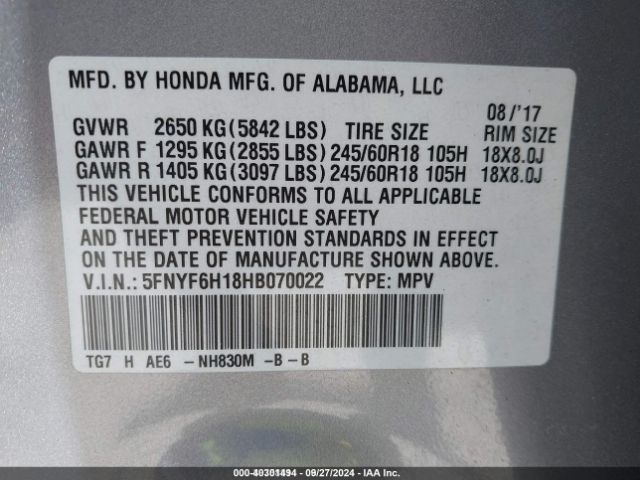 MFD. BY HONDA MFG. OF ALABAMA, LLC
08/'17
GVWR 2650 KG (5842 LBS) TIRE SIZE RIM SIZE
GAWR F 1295 KG (2855 LBS) 245/60R18 105H 18X8.0J
GAWR R 1405 KG (3097 LBS) 245/60R18 105H 18X8.0J
THIS VEHICLE CONFORMS TO ALL APPLICABLE
FEDERAL MOTOR VEHICLE SAFETY
AND THEFT PREVENTION STANDARDS IN EFFECT
ON THE DATE OF MANUFACTURE SHOWN ABOVE.
V.I.N.: 5FNYF6H18HB070022 TYPE: MPV
TG7 H AE6 -NH830M -B-B
000-40301494 - 09/27/2024 - IAA Inc.